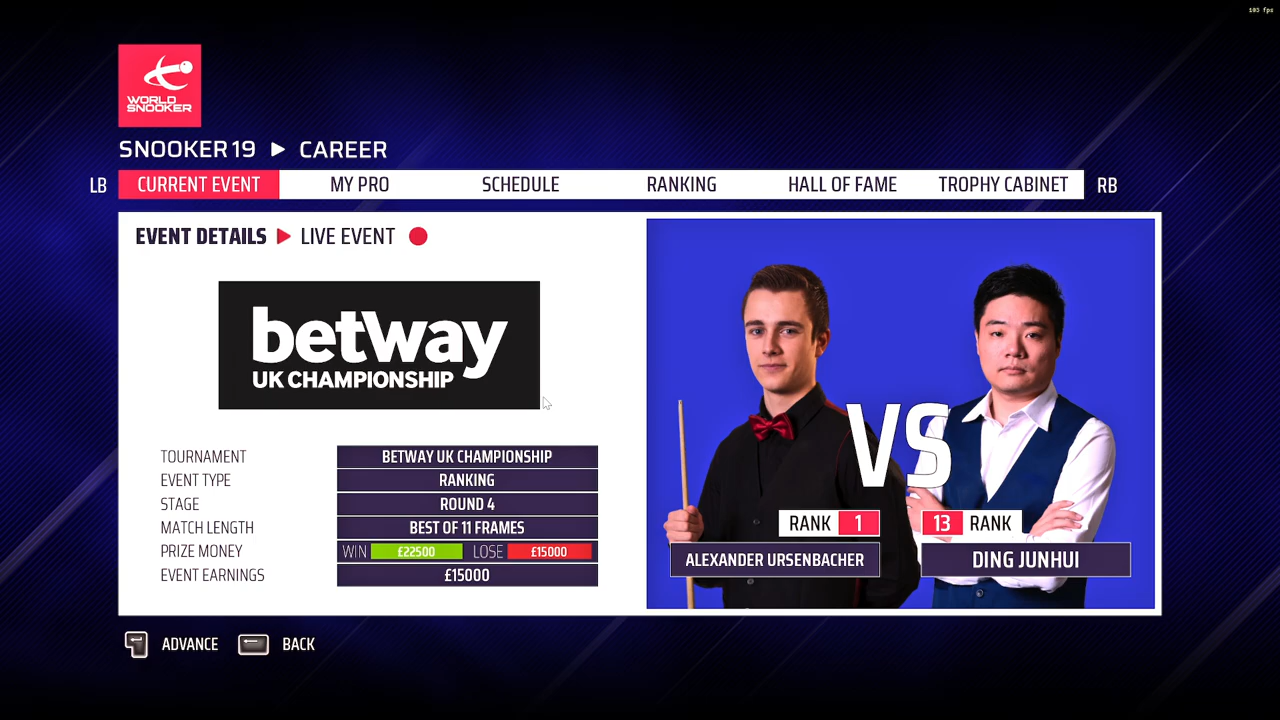 103 fps
WORLD
SNOOKER
SNOOKER 19 ▶ CAREER
LB CURRENT EVENT MY PRO SCHEDULE RANKING HALL OF FAME TROPHY CABINET RB
EVENT DETAILS ▶ LIVE EVENT
betway
UK CHAMPIONSHIP
TOURNAMENT BETWAY UK CHAMPIONSHIP
EVENT TYPE RANKING
STAGE ROUND 4
MATCH LENGTH BEST OF 11 FRAMES
PRIZE MONEY WIN £22500 LOSE £15000
EVENT EARNINGS £15000
VS
RANK 1 13 RANK
ALEXANDER URSENBACHER DING JUNHUI
ADVANCE BACK